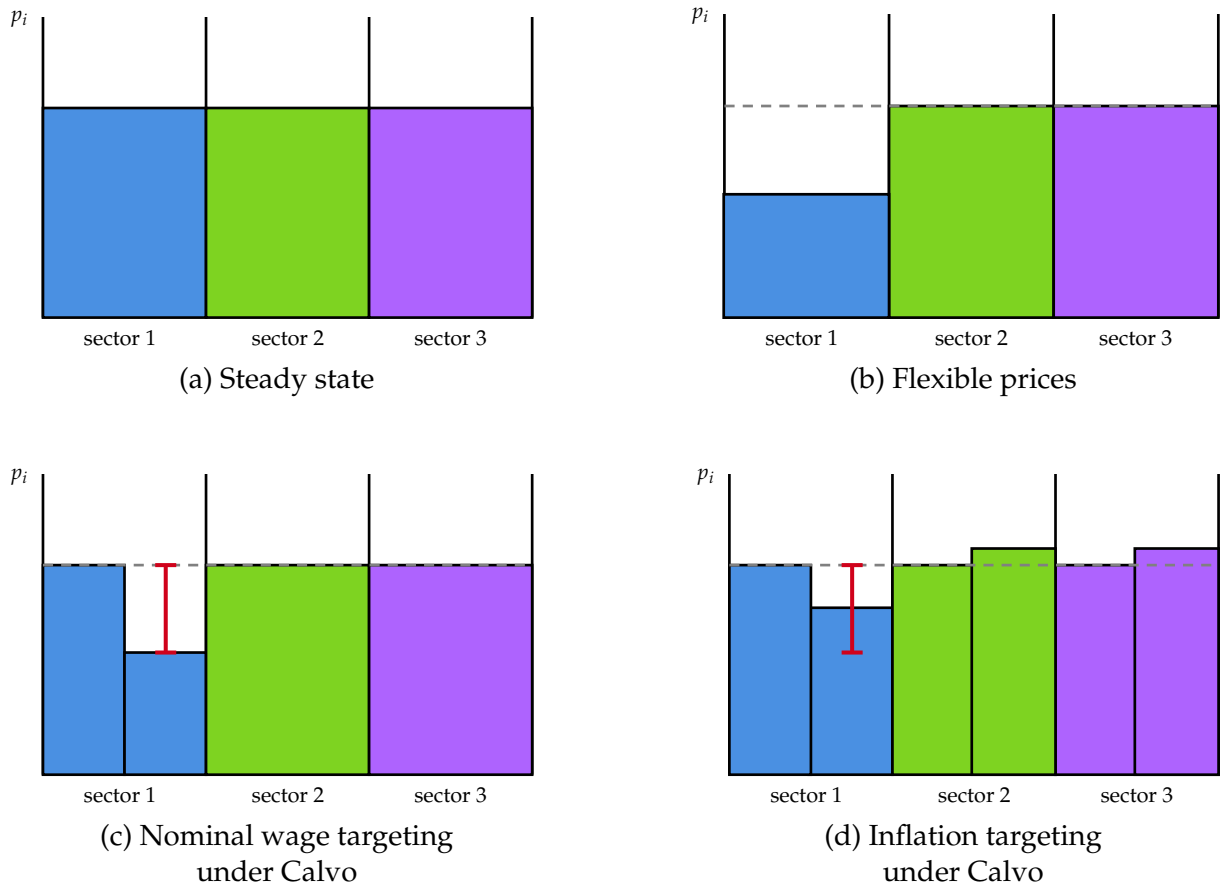 p_i
sector 1 sector 2 sector 3
(a) Steady state
sector 1 sector 2 sector 3
(b) Flexible prices
p_i
p_i
sector 1 sector 2 sector 3
(c) Nominal wage targeting
under Calvo
p_i
sector 1 sector 2 sector 3
(d) Inflation targeting
under Calvo